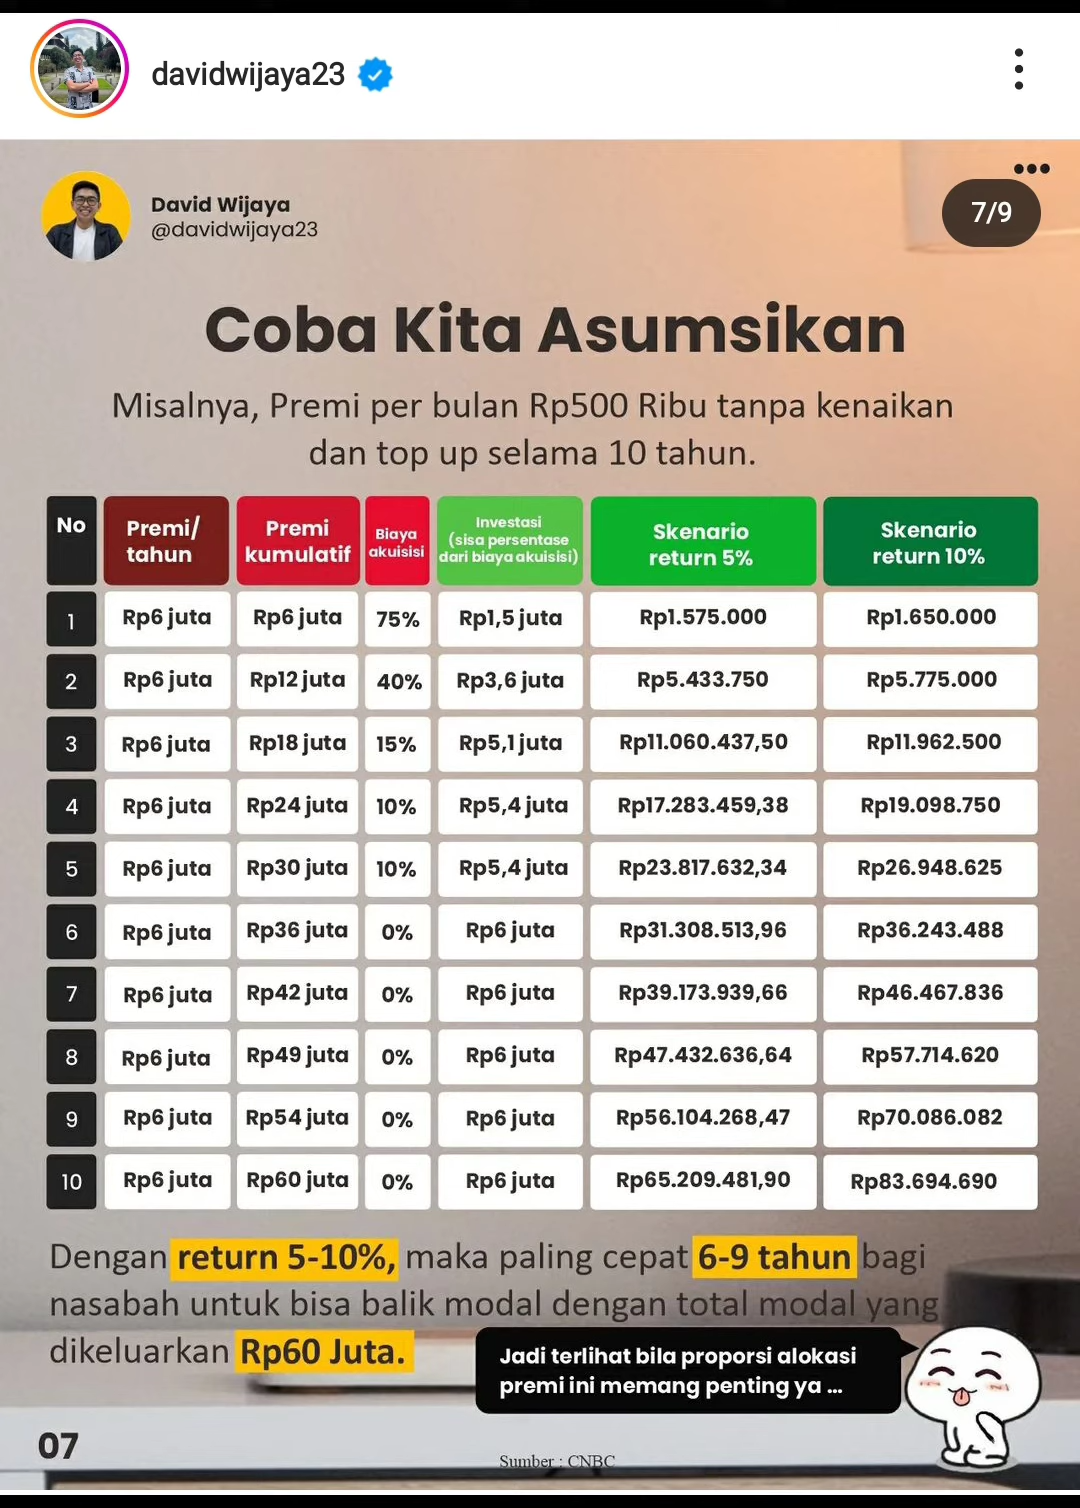 davidwijaya23
David Wijaya
@davidwijaya23
7/9
Coba Kita Asumsikan
Misalnya, Premi per bulan Rp500 Ribu tanpa kenaikan
dan top up selama 10 tahun.
No Premi/ tahun Premi kumulatif Biaya akuisisi Investasi (sisa persentase dari biaya akuisisi) Skenario return 5% Skenario return 10%
1 Rp6 juta Rp6 juta 75% Rp1,5 juta Rp1.575.000 Rp1.650.000
2 Rp6 juta Rp12 juta 40% Rp3,6 juta Rp5.433.750 Rp5.775.000
3 Rp6 juta Rp18 juta 15% Rp5,1 juta Rp11.060.437,50 Rp11.962.500
4 Rp6 juta Rp24 juta 10% Rp5,4 juta Rp17.283.459,38 Rp19.098.750
5 Rp6 juta Rp30 juta 10% Rp5,4 juta Rp23.817.632,34 Rp26.948.625
6 Rp6 juta Rp36 juta 0% Rp6 juta Rp31.308.513,96 Rp36.243.488
7 Rp6 juta Rp42 juta 0% Rp6 juta Rp39.173.939,66 Rp46.467.836
8 Rp6 juta Rp49 juta 0% Rp6 juta Rp47.432.636,64 Rp57.714.620
9 Rp6 juta Rp54 juta 0% Rp6 juta Rp56.104.268,47 Rp70.086.082
10 Rp6 juta Rp60 juta 0% Rp6 juta Rp65.209.481,90 Rp83.694.690
Dengan return 5-10%, maka paling cepat 6-9 tahun bagi
nasabah untuk bisa balik modal dengan total modal yang
dikeluarkan Rp60 Juta.
Jadi terlihat bila proporsi alokasi
premi ini memang penting ya ...
07
Sumber : CNBC